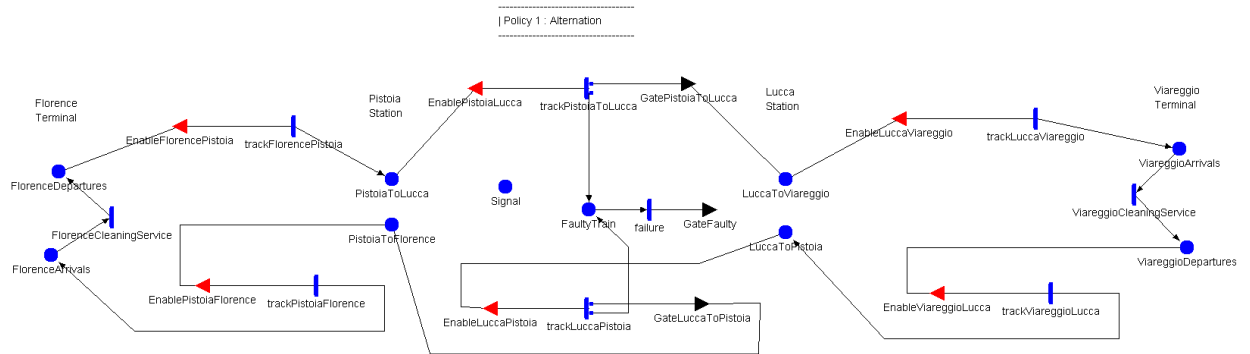 ------------------------------------
| Policy 1 : Alternation
------------------------------------
Florence
Terminal
Pistoia
Station
Lucca
Station
Viareggio
Terminal
EnablePistoiaLucca
trackPistoiaToLucca
GatePistoiaToLucca
EnableFlorencePistoia
trackFlorencePistoia
EnableLuccaViareggio
trackLuccaViareggio
ViareggioArrivals
FlorenceDepartures
PistoiaToLucca
Signal
LuccaToViareggio
ViareggioCleaningService
FlorenceCleaningService
PistoiaToFlorence
FaultyTrain
failure
GateFaulty
LuccaToPistoia
FlorenceArrivals
ViareggioDepartures
EnablePistoiaFlorence
trackPistoiaFlorence
EnableLuccaPistoia
trackLuccaPistoia
GateLuccaToPistoia
EnableViareggioLucca
trackViareggioLucca